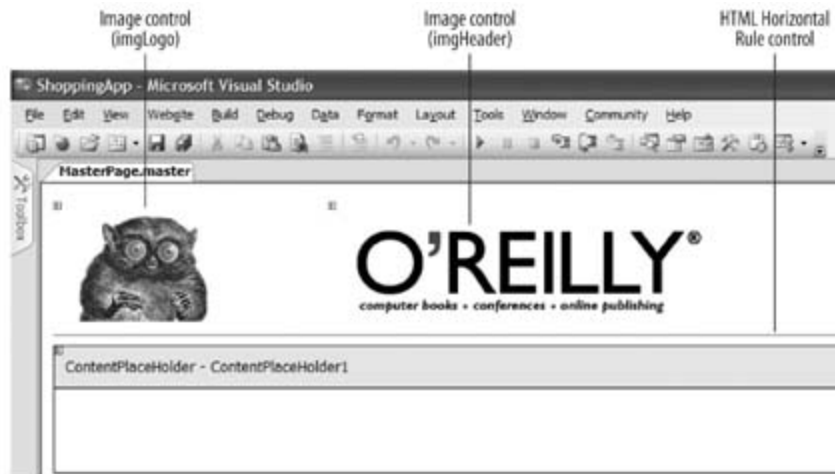 Image control
(imgLogo)
Image control
(imgHeader)
HTML Horizontal
Rule control
ShoppingApp - Microsoft Visual Studio
File Edit View Website Build Debug Data Format Layout Tools Window Community Help
Toolbox
MasterPage.master
O'REILLY®
computer books • conferences • online publishing
ContentPlaceHolder - ContentPlaceHolder1